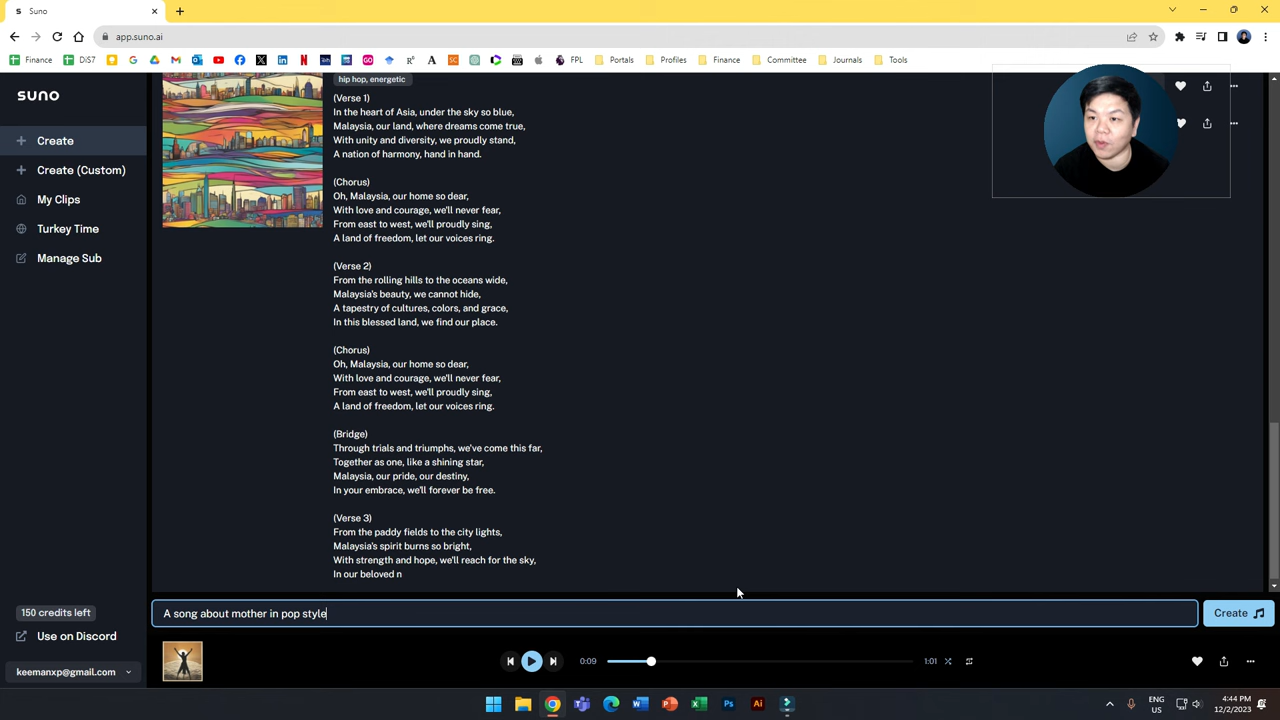 Suno
app.suno.ai
Finance
DiS7
FPL
Portals
Profiles
Finance
Committee
Journals
Tools
SUNO
Create
Create (Custom)
My Clips
Turkey Time
Manage Sub
hip hop, energetic
(Verse 1)
In the heart of Asia, under the sky so blue,
Malaysia, our land, where dreams come true,
With unity and diversity, we proudly stand,
A nation of harmony, hand in hand.
(Chorus)
Oh, Malaysia, our home so dear,
With love and courage, we'll never fear,
From east to west, we'll proudly sing,
A land of freedom, let our voices ring.
(Verse 2)
From the rolling hills to the oceans wide,
Malaysia's beauty, we cannot hide,
A tapestry of cultures, colors, and grace,
In this blessed land, we find our place.
(Chorus)
Oh, Malaysia, our home so dear,
With love and courage, we'll never fear,
From east to west, we'll proudly sing,
A land of freedom, let our voices ring.
(Bridge)
Through trials and triumphs, we've come this far,
Together as one, like a shining star,
Malaysia, our pride, our destiny,
In your embrace, we'll forever be free.
(Verse 3)
From the paddy fields to the city lights,
Malaysia's spirit burns so bright,
With strength and hope, we'll reach for the sky,
In our beloved n
150 credits left
A song about mother in pop style
Create
Use on Discord
0:09
1:01
keemanxp@gmail.com
ENG
US
4:44 PM
12/2/2023